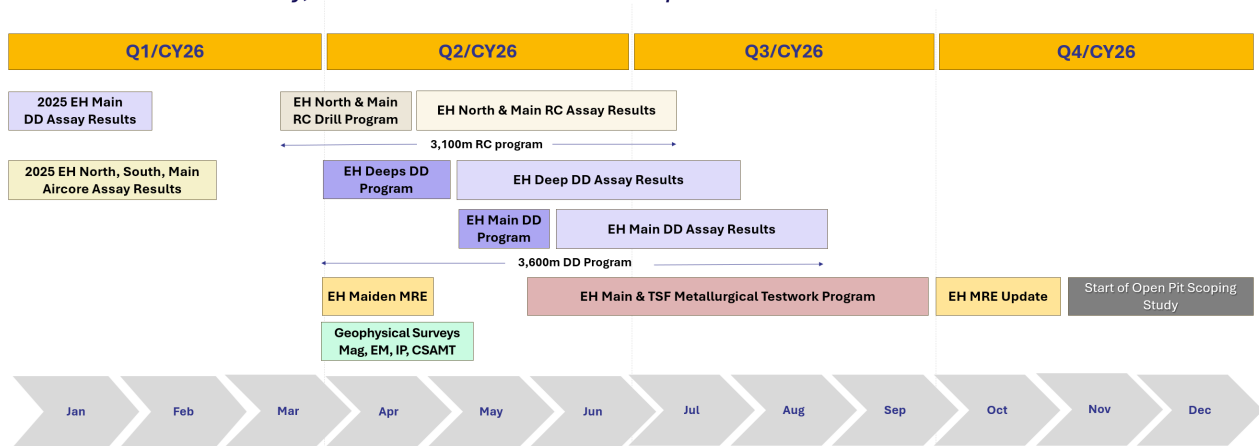 Q1/CY26
Q2/CY26
Q3/CY26
Q4/CY26
2025 EH Main
DD Assay Results
EH North & Main
RC Drill Program
EH North & Main RC Assay Results
3,100m RC program
2025 EH North, South, Main
Aircore Assay Results
EH Deeps DD
Program
EH Deep DD Assay Results
EH Main DD
Program
EH Main DD Assay Results
3,600m DD Program
EH Maiden MRE
EH Main & TSF Metallurgical Testwork Program
EH MRE Update
Start of Open Pit Scoping
Study
Geophysical Surveys
Mag, EM, IP, CSAMT
Jan
Feb
Mar
Apr
May
Jun
Jul
Aug
Sep
Oct
Nov
Dec